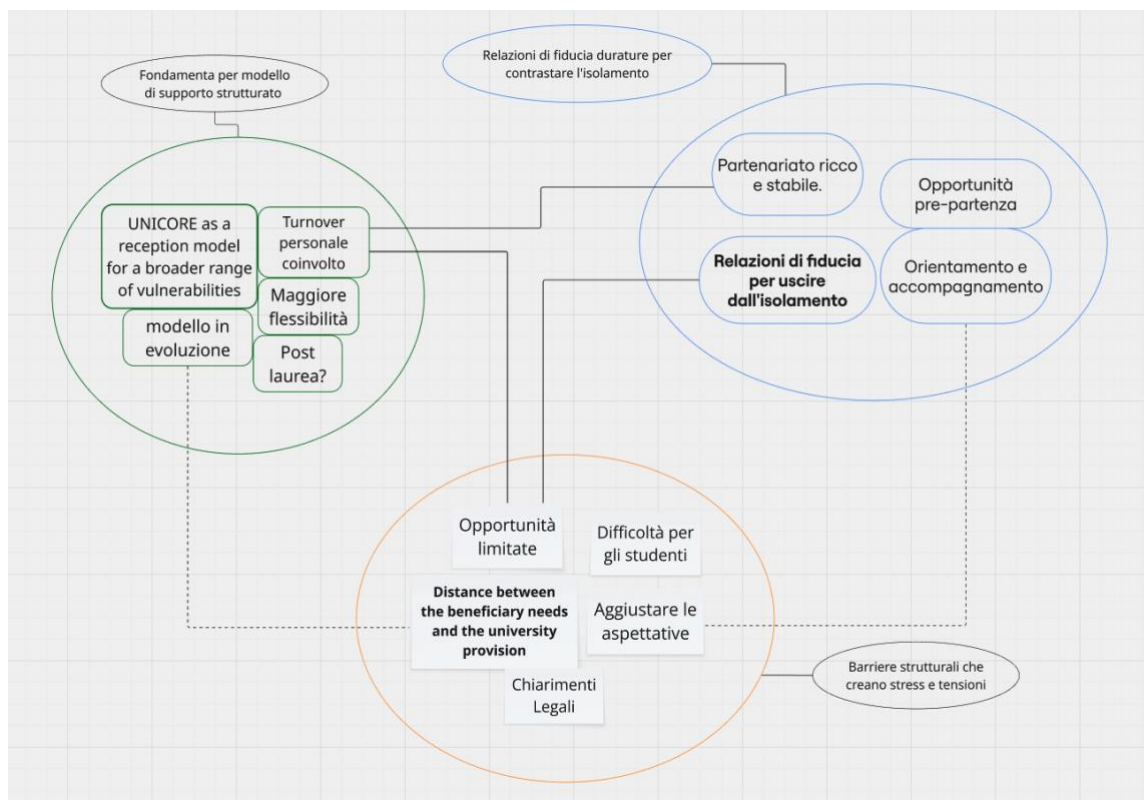 Fondamenta per modello
di supporto strutturato
UNICORE as a
reception model
for a broader range
of vulnerabilities
Turnover
personale
coinvolto
Maggiore
flessibilità
modello in
evoluzione
Post
laurea?
Relazioni di fiducia durature per
contrastare l'isolamento
Partenariato ricco
e stabile.
Opportunità
pre-partenza
Relazioni di fiducia
per uscire
dall'isolamento
Orientamento e
accompagnamento
Opportunità
limitate
Difficoltà per
gli studenti
Distance between
the beneficiary needs
and the university
provision
Aggiustare le
aspettative
Chiarimenti
Legali
Barriere strutturali che
creano stress e tensioni